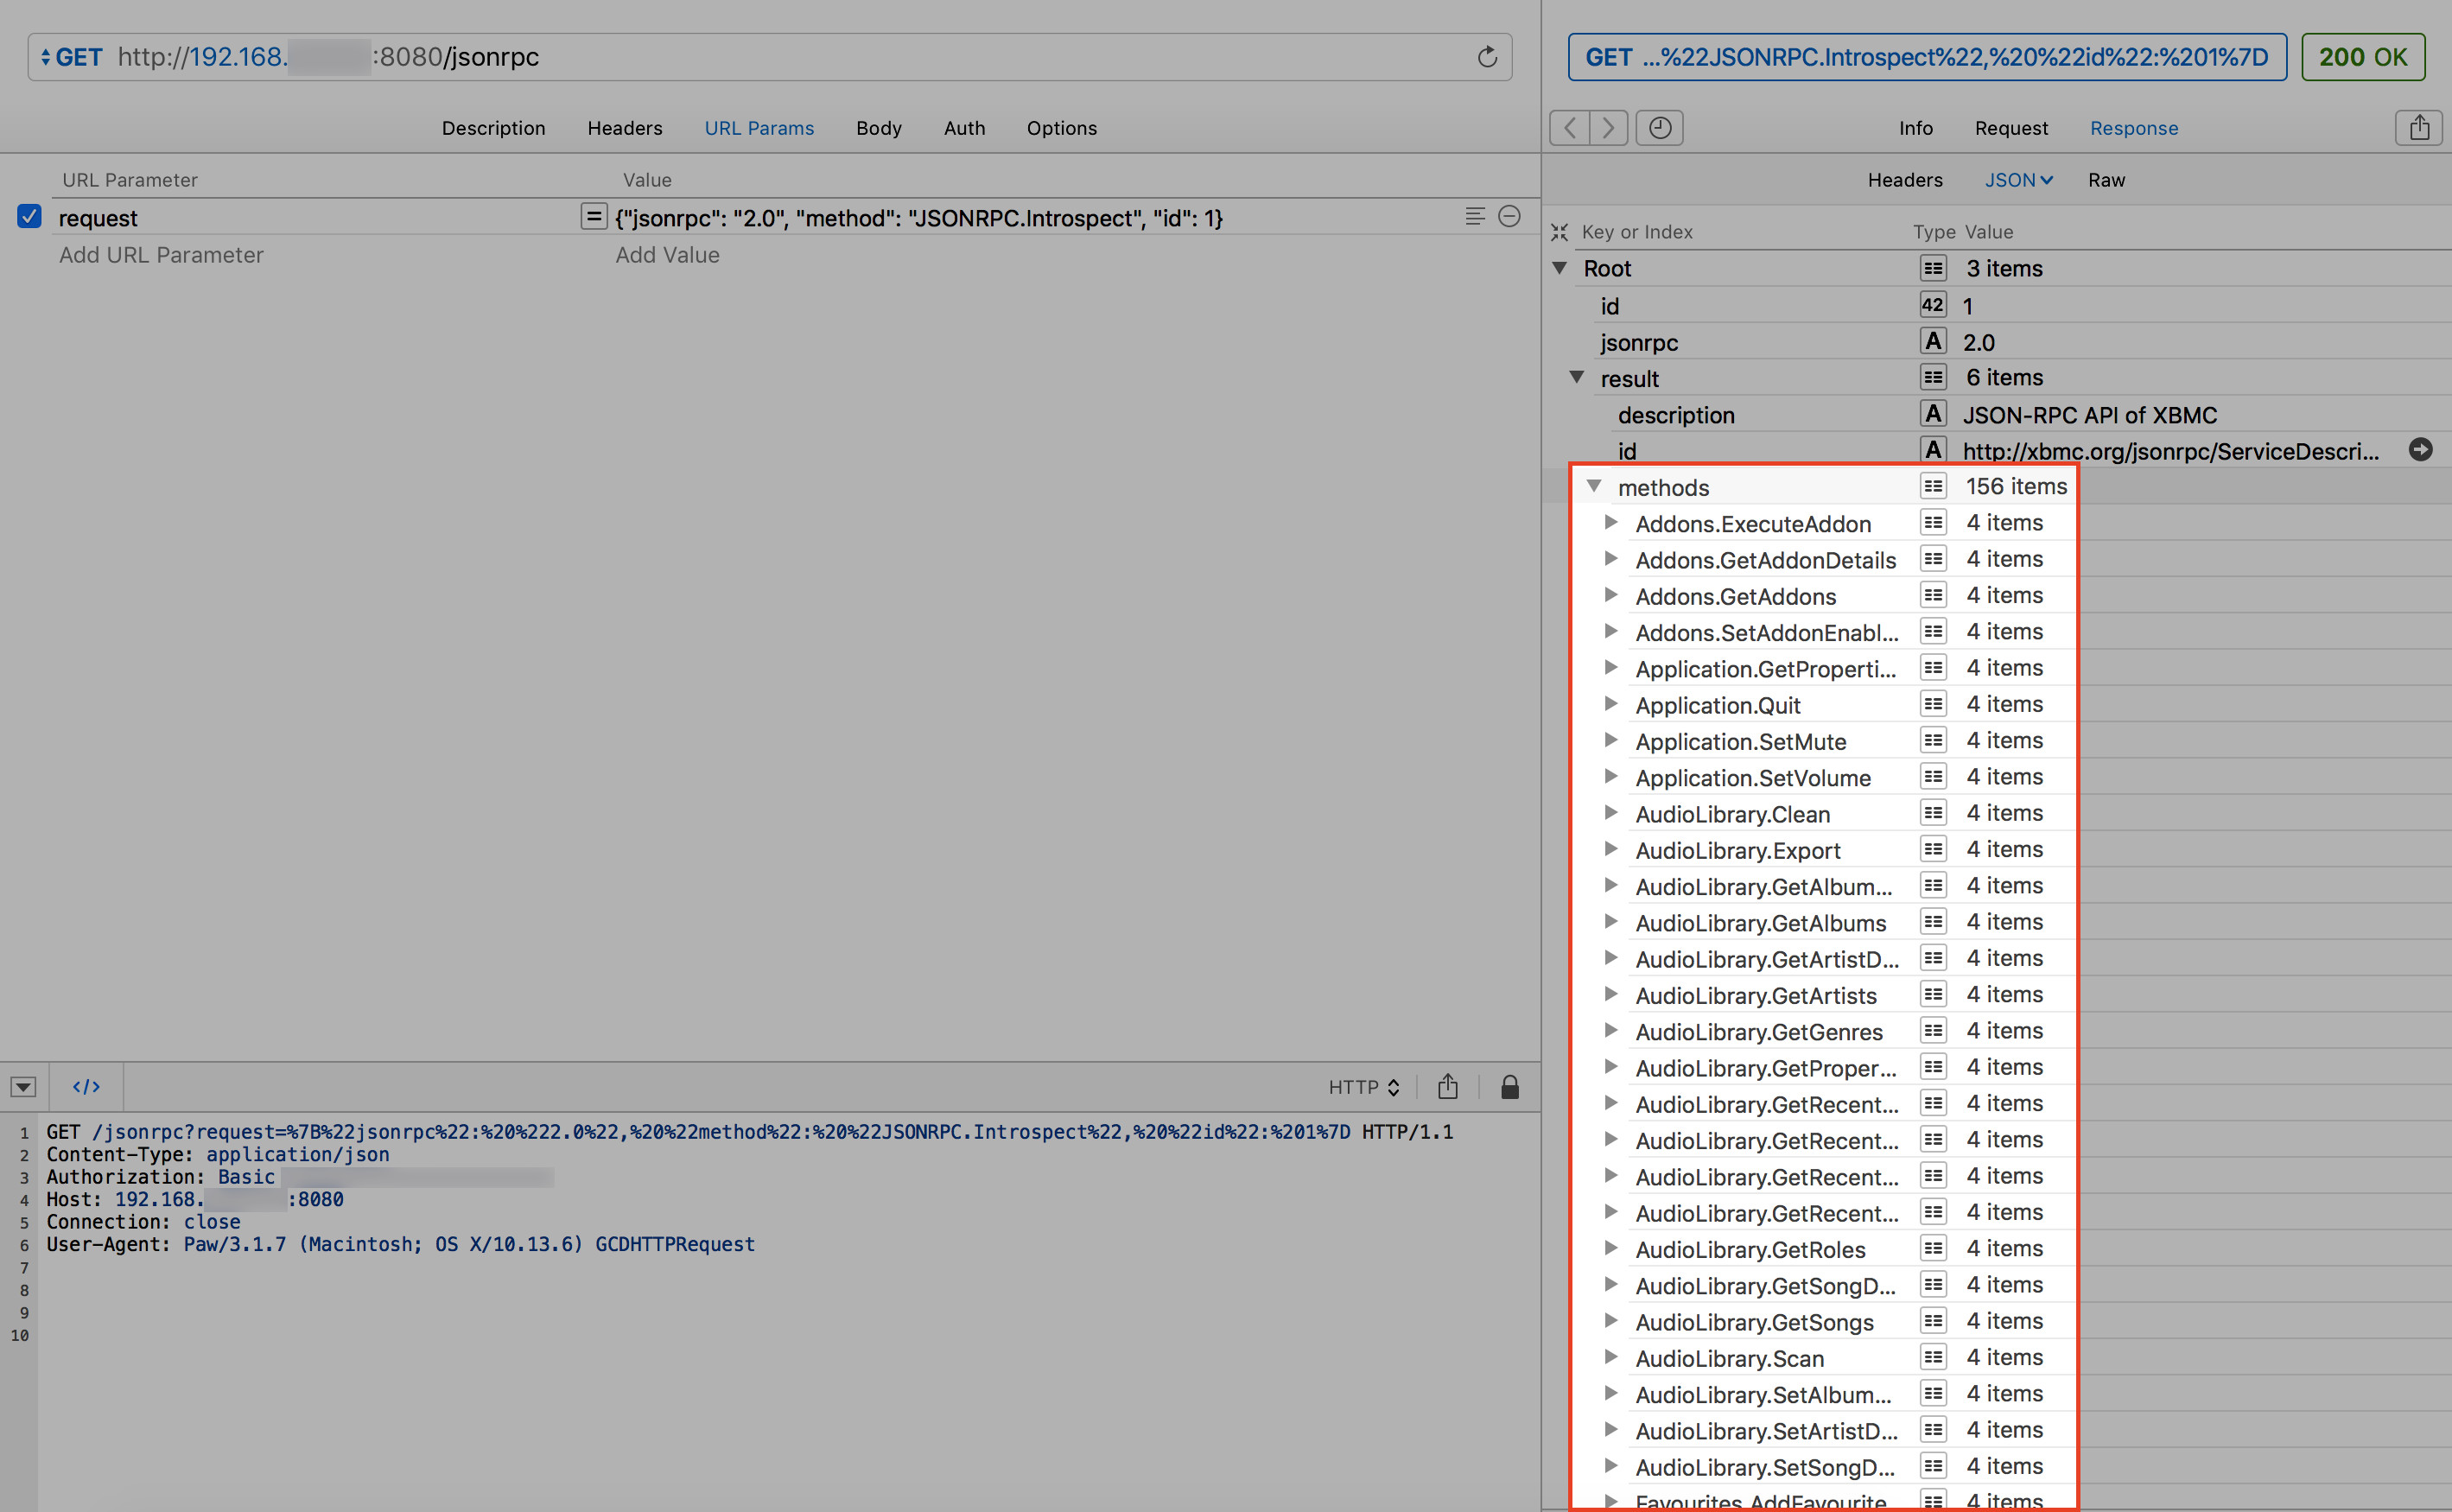 GET http://192.168. :8080/jsonrpc
Description Headers URL Params Body Auth Options
URL Parameter Value
request = {"jsonrpc": "2.0", "method": "JSONRPC.Introspect", "id": 1}
Add URL Parameter Add Value
HTTP
</>
1 GET /jsonrpc?request=%7B%22jsonrpc%22:%20%222.0%22,%20%22method%22:%20%22JSONRPC.Introspect%22,%20%22id%22:%201%7D HTTP/1.1
2 Content-Type: application/json
3 Authorization: Basic
4 Host: 192.168. :8080
5 Connection: close
6 User-Agent: Paw/3.1.7 (Macintosh; OS X/10.13.6) GCDHTTPRequest
7
8
9
10
GET ...%22JSONRPC.Introspect%22,%20%22id%22:%201%7D 200 OK
Info Request Response
Headers JSON Raw
Key or Index Type Value
Root 3 items
id 42 1
jsonrpc A 2.0
result 6 items
description A JSON-RPC API of XBMC
id A http://xbmc.org/jsonrpc/ServiceDescri...
methods 156 items
Addons.ExecuteAddon 4 items
Addons.GetAddonDetails 4 items
Addons.GetAddons 4 items
Addons.SetAddonEnabl... 4 items
Application.GetProperti... 4 items
Application.Quit 4 items
Application.SetMute 4 items
Application.SetVolume 4 items
AudioLibrary.Clean 4 items
AudioLibrary.Export 4 items
AudioLibrary.GetAlbum... 4 items
AudioLibrary.GetAlbums 4 items
AudioLibrary.GetArtistD... 4 items
AudioLibrary.GetArtists 4 items
AudioLibrary.GetGenres 4 items
AudioLibrary.GetProper... 4 items
AudioLibrary.GetRecent... 4 items
AudioLibrary.GetRecent... 4 items
AudioLibrary.GetRecent... 4 items
AudioLibrary.GetRecent... 4 items
AudioLibrary.GetRoles 4 items
AudioLibrary.GetSongD... 4 items
AudioLibrary.GetSongs 4 items
AudioLibrary.Scan 4 items
AudioLibrary.SetAlbum... 4 items
AudioLibrary.SetArtistD... 4 items
AudioLibrary.SetSongD... 4 items
Favourites.AddFavourite 4 items